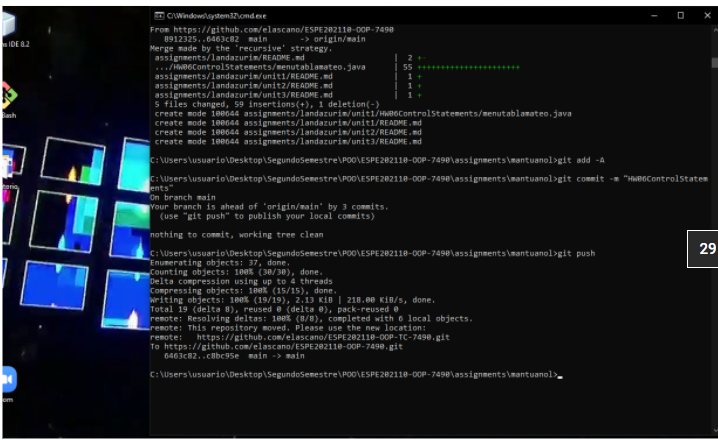 C:\Windows\system32\cmd.exe
From https://github.com/elascano/ESPE202110-OOP-7490
8912325..6463c82 main -> origin/main
Merge made by the 'recursive' strategy.
assignments/landazurim/README.md | 2 +-
.../HW06ControlStatements/menutablamateo.java | 55 ++++++++++++++++++++++
assignments/landazurim/unit1/README.md | 1 +
assignments/landazurim/unit2/README.md | 1 +
assignments/landazurim/unit3/README.md | 1 +
5 files changed, 59 insertions(+), 1 deletion(-)
create mode 100644 assignments/landazurim/unit1/HW06ControlStatements/menutablamateo.java
create mode 100644 assignments/landazurim/unit1/README.md
create mode 100644 assignments/landazurim/unit2/README.md
create mode 100644 assignments/landazurim/unit3/README.md
C:\Users\usuario\Desktop\SegundoSemestre\POO\ESPE202110-OOP-7490\assignments\mantuanol>git add -A
C:\Users\usuario\Desktop\SegundoSemestre\POO\ESPE202110-OOP-7490\assignments\mantuanol>git commit -m "HW06ControlStatem
ents"
On branch main
Your branch is ahead of 'origin/main' by 3 commits.
(use "git push" to publish your local commits)
nothing to commit, working tree clean
C:\Users\usuario\Desktop\SegundoSemestre\POO\ESPE202110-OOP-7490\assignments\mantuanol>git push
Enumerating objects: 37, done.
Counting objects: 100% (30/30), done.
Delta compression using up to 4 threads
Compressing objects: 100% (15/15), done.
Writing objects: 100% (19/19), 2.13 KiB | 218.00 KiB/s, done.
Total 19 (delta 8), reused 0 (delta 0), pack-reused 0
remote: Resolving deltas: 100% (8/8), completed with 6 local objects.
remote: This repository moved. Please use the new location:
remote: https://github.com/elascano/ESPE202110-OOP-TC-7490.git
To https://github.com/elascano/ESPE202110-OOP-7490.git
6463c82..c8bc95e main -> main
C:\Users\usuario\Desktop\SegundoSemestre\POO\ESPE202110-OOP-7490\assignments\mantuanol>_
ns IDE 8.2
Bash
torio
om
29